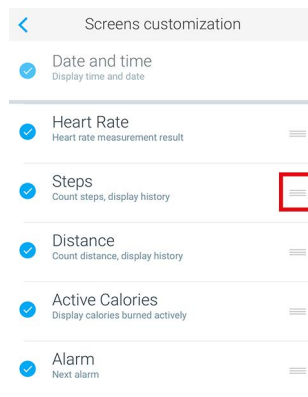 Screens customization
Date and time
Display time and date
Heart Rate
Heart rate measurement result
Steps
Count steps, display history
Distance
Count distance, display history
Active Calories
Display calories burned actively
Alarm
Next alarm